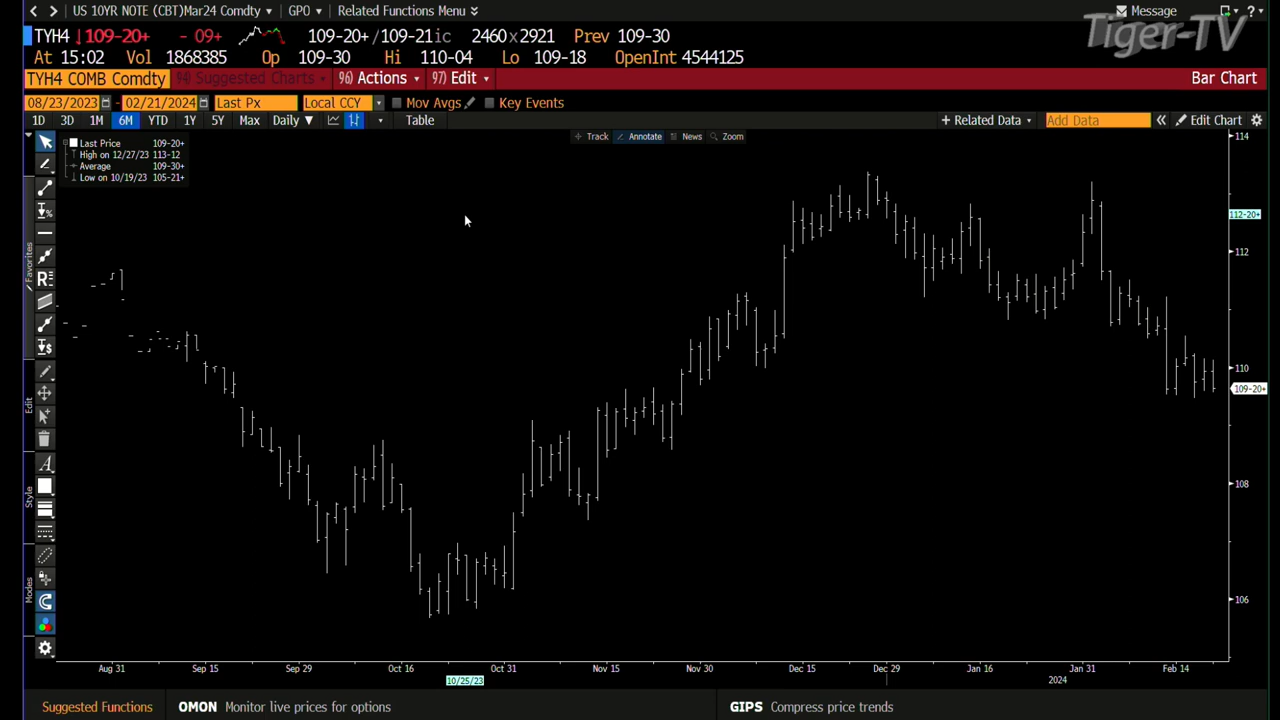 US 10YR NOTE (CBT)Mar24 Comdty GPO Related Functions Menu Message ?
Tiger-TV
TYH4 ↓109-20+ - 09+ 109-20+/109-21ic 2460x2921 Prev 109-30
At 15:02 Vol 1868385 Op 109-30 Hi 110-04 Lo 109-18 OpenInt 4544125
TYH4 COMB Comdty 94) Suggested Charts 96) Actions 97) Edit Bar Chart
08/23/2023 - 02/21/2024 Last Px Local CCY Mov Avgs Key Events
1D 3D 1M 6M YTD 1Y 5Y Max Daily ▼ Table + Related Data Add Data « Edit Chart
Track Annotate News Zoom
Last Price 109-20+
High on 12/27/23 113-12
Average 109-30+
Low on 10/19/23 105-21+
114
112-20+
112
110
109-20+
108
106
Favorites
Edit
Style
Modes
Aug 31 Sep 15 Sep 29 Oct 16 Oct 31 Nov 15 Nov 30 Dec 15 Dec 29 Jan 16 Jan 31 Feb 14
10/25/23 2024
Suggested Functions OMON Monitor live prices for options GIPS Compress price trends